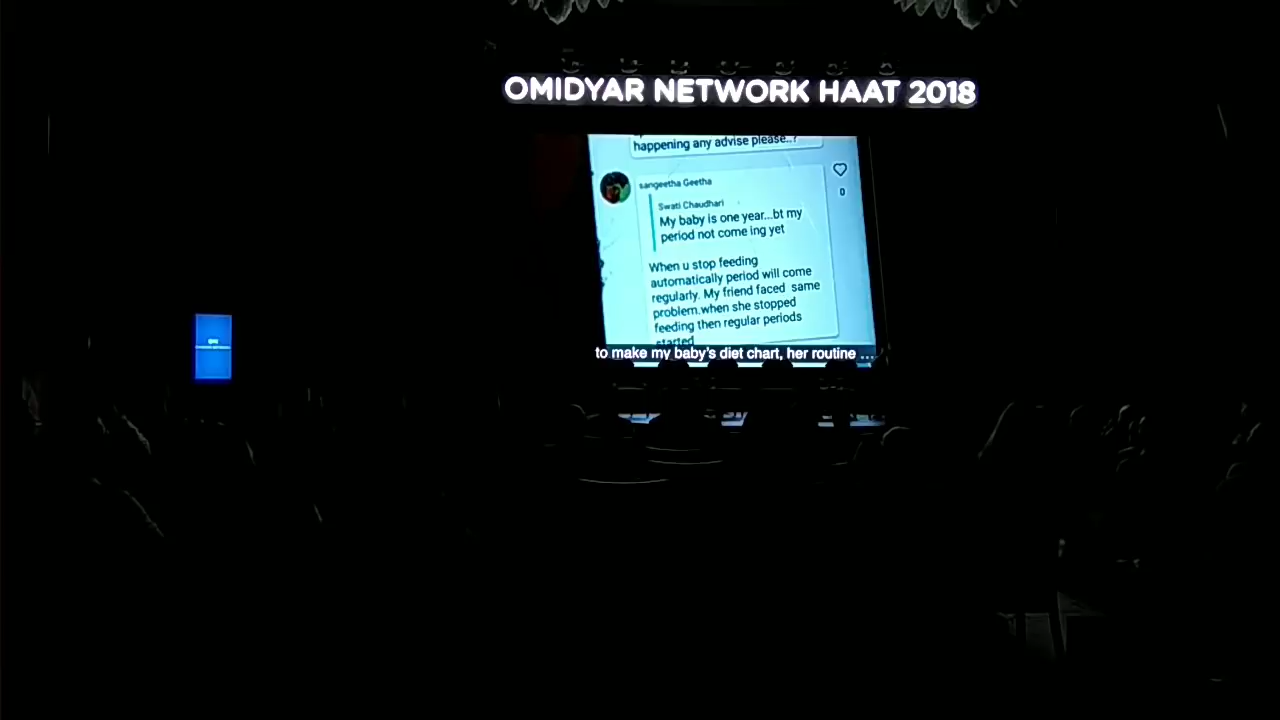 OMIDYAR NETWORK HAAT 2018
happening any advise please..?
sangeetha Geetha
0
Swati Chaudhari
My baby is one year...bt my
period not come ing yet
When u stop feeding
automatically period will come
regularly. My friend faced same
problem.when she stopped
feeding then regular periods
started
to make my baby's diet chart, her routine ...